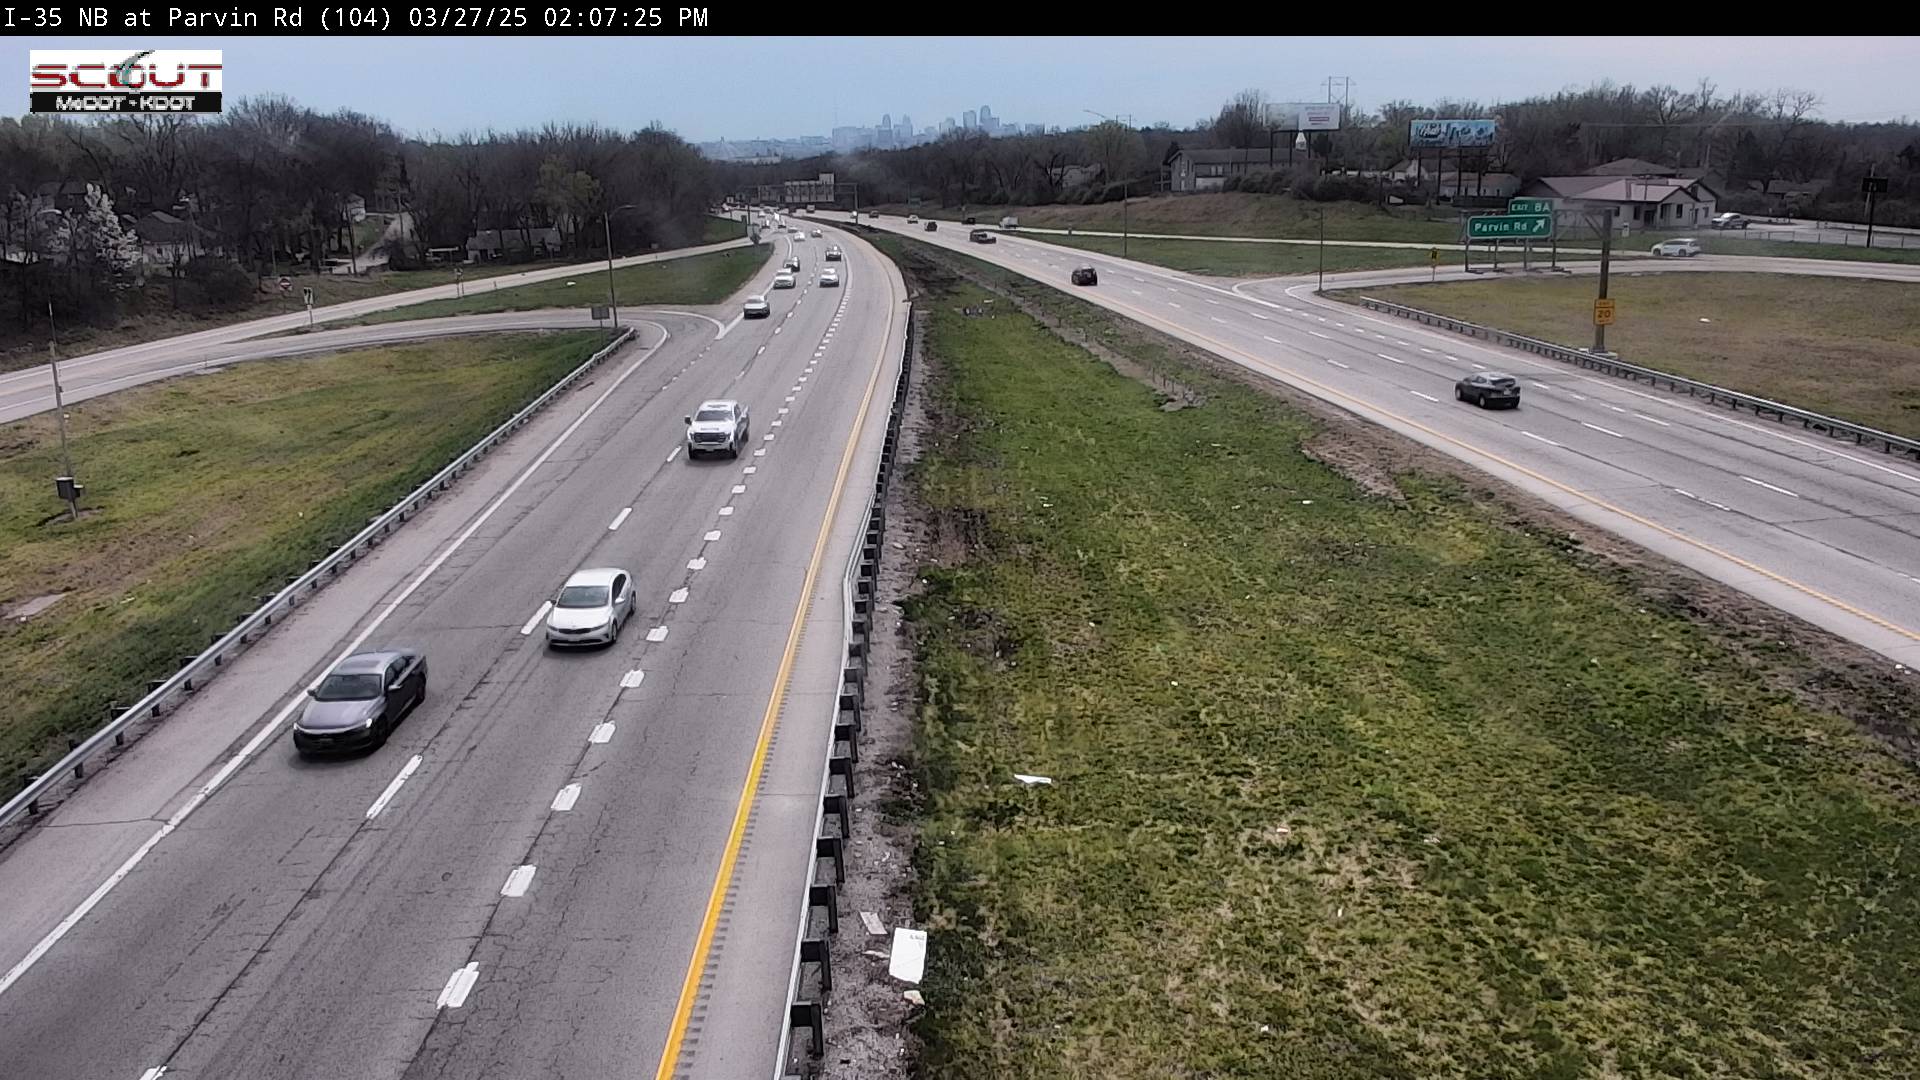 I-35 NB at Parvin Rd (104) 03/27/25 02:07:25 PM
SCOUT
MoDOT - KDOT
EXIT 8A
Parvin Rd
20